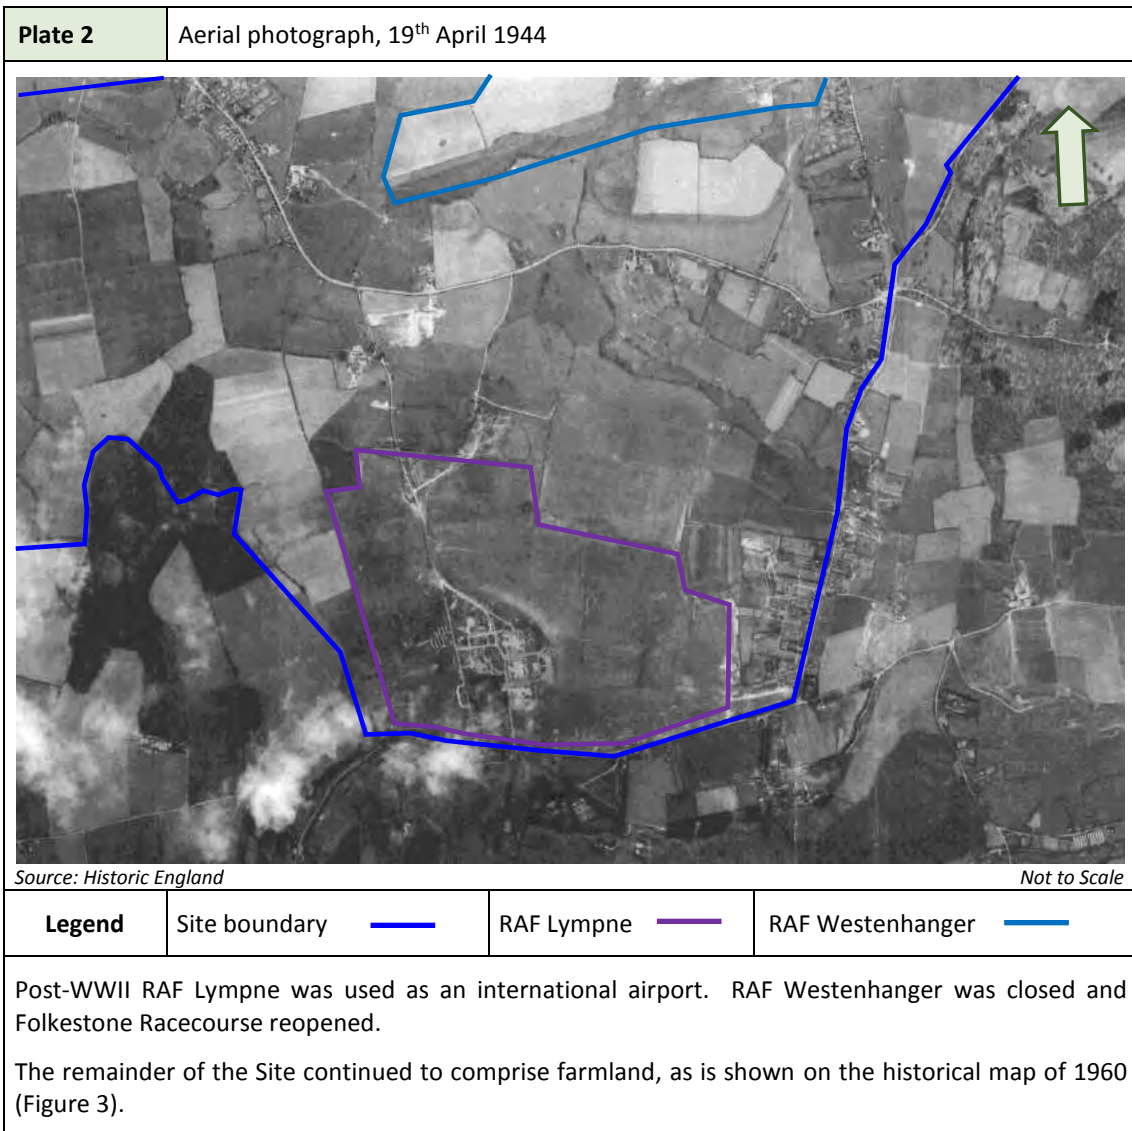 Plate 2
Aerial photograph, 19th April 1944
Source: Historic England
Not to Scale
Legend
Site boundary
RAF Lympne
RAF Westenhanger
Post-WWII RAF Lympne was used as an international airport. RAF Westenhanger was closed and
Folkestone Racecourse reopened.
The remainder of the Site continued to comprise farmland, as is shown on the historical map of 1960
(Figure 3).